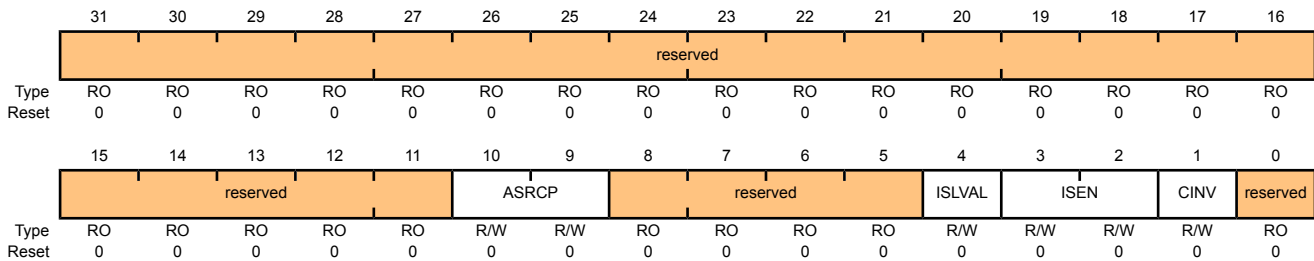 31 30 29 28 27 26 25 24 23 22 21 20 19 18 17 16
reserved
Type RO RO RO RO RO RO RO RO RO RO RO RO RO RO RO RO
Reset 0 0 0 0 0 0 0 0 0 0 0 0 0 0 0 0
15 14 13 12 11 10 9 8 7 6 5 4 3 2 1 0
reserved ASRCP reserved ISLVAL ISEN CINV reserved
Type RO RO RO RO RO R/W R/W RO RO RO RO R/W R/W R/W R/W RO
Reset 0 0 0 0 0 0 0 0 0 0 0 0 0 0 0 0